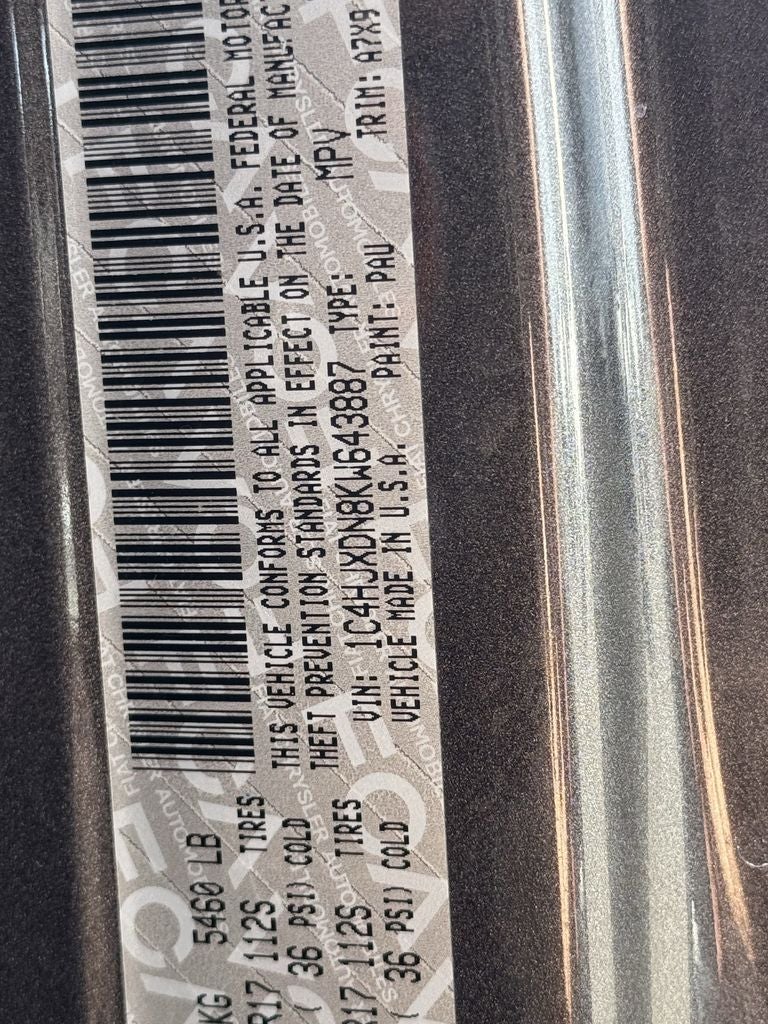 KG 5460 LB
R17 112S TIRES
( 36 PSI) COLD
R17 112S TIRES
( 36 PSI) COLD
THIS VEHICLE CONFORMS TO ALL APPLICABLE U.S.A. FEDERAL MOTOR
THEFT PREVENTION STANDARDS IN EFFECT ON THE DATE OF MANUFAC
VIN: 1C4HJXDN8KW643887 TYPE: MPV
VEHICLE MADE IN U.S.A. PAINT: PAU TRIM: A7X9